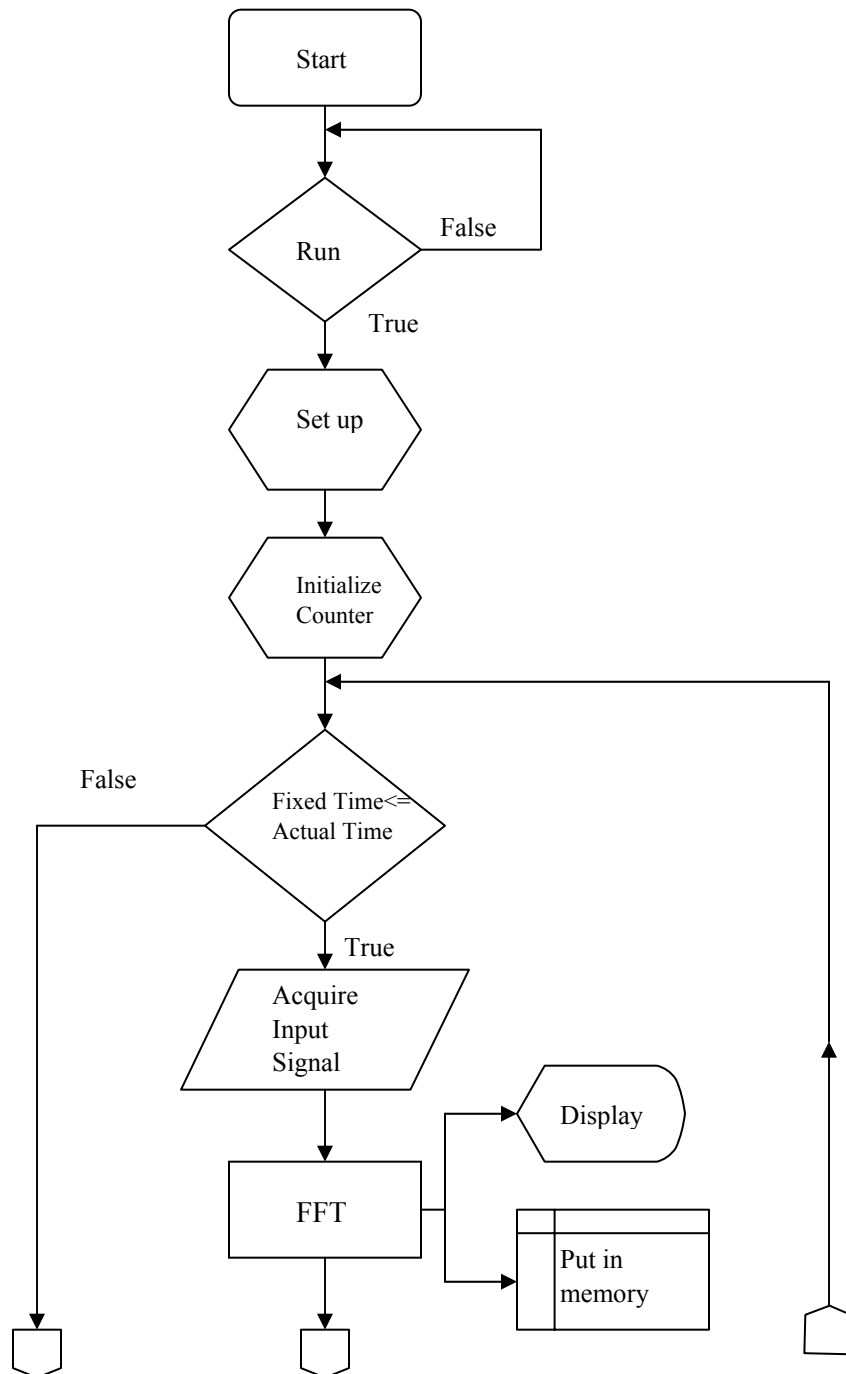 Start
False
Run
True
Set up
Initialize
Counter
False
Fixed Time<=
Actual Time
True
Acquire
Input
Signal
Display
FFT
Put in
memory